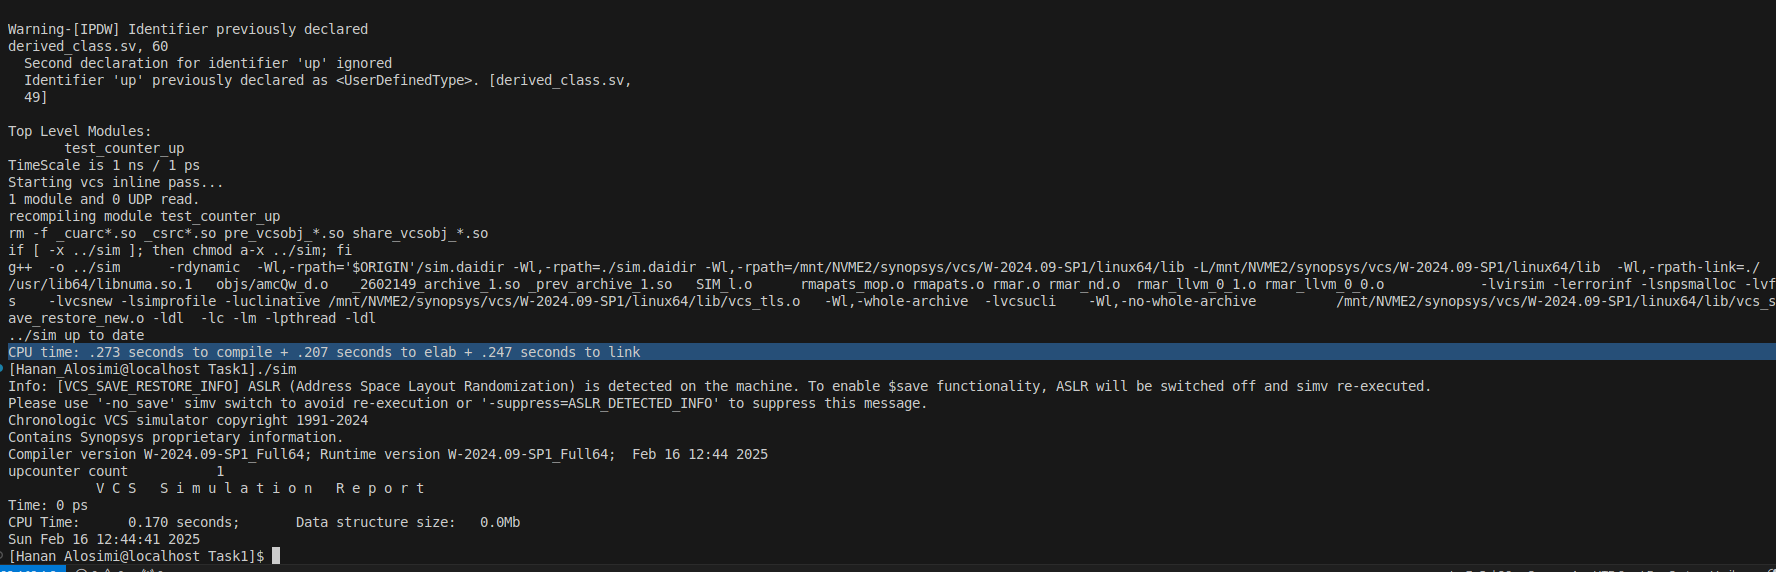 Warning-[IPDW] Identifier previously declared
derived_class.sv, 60
  Second declaration for identifier 'up' ignored
  Identifier 'up' previously declared as <UserDefinedType>. [derived_class.sv,
  49]
Top Level Modules:
       test_counter_up
TimeScale is 1 ns / 1 ps
Starting vcs inline pass...
1 module and 0 UDP read.
recompiling module test_counter_up
rm -f _cuarc*.so _csrc*.so pre_vcsobj_*.so share_vcsobj_*.so
if [ -x ../sim ]; then chmod a-x ../sim; fi
g++  -o ../sim      -rdynamic  -Wl,-rpath='$ORIGIN'/sim.daidir -Wl,-rpath=./sim.daidir -Wl,-rpath=/mnt/NVME2/synopsys/vcs/W-2024.09-SP1/linux64/lib -L/mnt/NVME2/synopsys/vcs/W-2024.09-SP1/linux64/lib  -Wl,-rpath-link=./
/usr/lib64/libnuma.so.1   objs/amcQw_d.o   _2602149_archive_1.so _prev_archive_1.so   SIM_l.o      rmapats_mop.o rmapats.o rmar.o rmar_nd.o  rmar_llvm_0_1.o rmar_llvm_0_0.o            -lvirsim -lerrorinf -lsnpsmalloc -lvf
s    -lvcsnew -lsimprofile -luclinative /mnt/NVME2/synopsys/vcs/W-2024.09-SP1/linux64/lib/vcs_tls.o   -Wl,-whole-archive  -lvcsucli    -Wl,-no-whole-archive          /mnt/NVME2/synopsys/vcs/W-2024.09-SP1/linux64/lib/vcs_s
ave_restore_new.o -ldl  -lc -lm -lpthread -ldl
../sim up to date
CPU time: .273 seconds to compile + .207 seconds to elab + .247 seconds to link
[Hanan_Alosimi@localhost Task1]./sim
Info: [VCS_SAVE_RESTORE_INFO] ASLR (Address Space Layout Randomization) is detected on the machine. To enable $save functionality, ASLR will be switched off and simv re-executed.
Please use '-no_save' simv switch to avoid re-execution or '-suppress=ASLR_DETECTED_INFO' to suppress this message.
Chronologic VCS simulator copyright 1991-2024
Contains Synopsys proprietary information.
Compiler version W-2024.09-SP1_Full64; Runtime version W-2024.09-SP1_Full64;  Feb 16 12:44 2025
upcounter count           1
           V C S   S i m u l a t i o n   R e p o r t
Time: 0 ps
CPU Time:      0.170 seconds;       Data structure size:   0.0Mb
Sun Feb 16 12:44:41 2025
[Hanan_Alosimi@localhost Task1]$